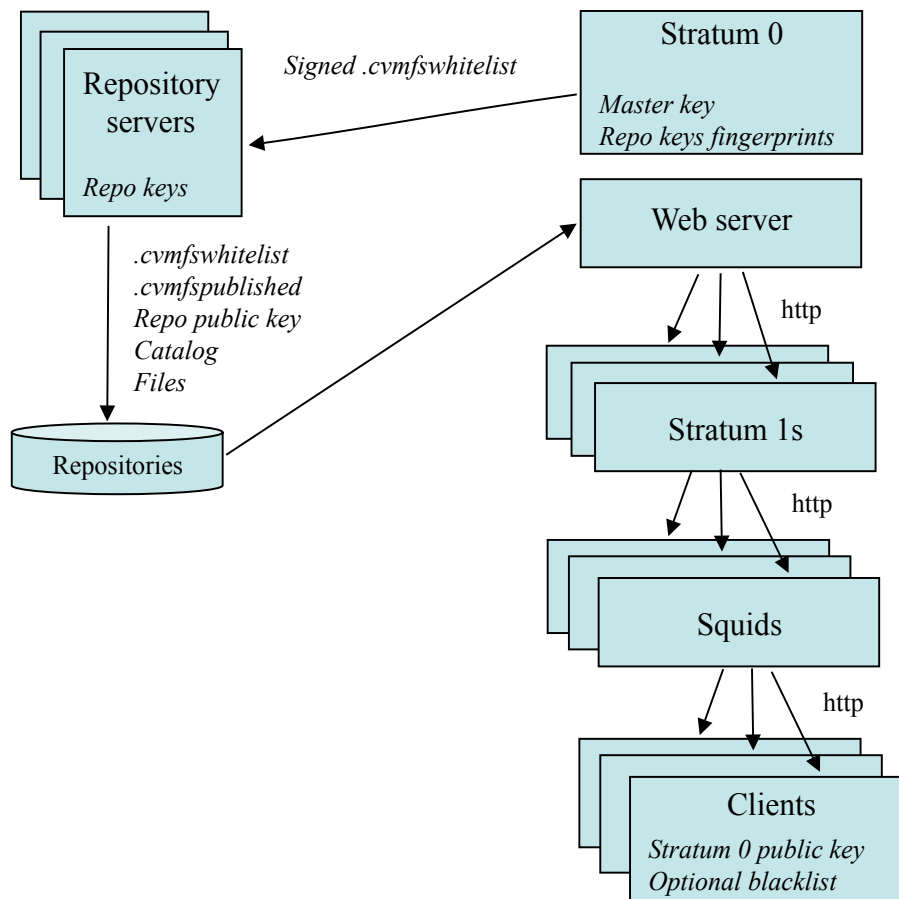 Stratum 0
Master key
Repo keys fingerprints
Signed .cvmfswhitelist
Repository
servers
Repo keys
Web server
.cvmfswhitelist
.cvmfspublished
Repo public key
Catalog
Files
http
Stratum 1s
Repositories
http
Squids
http
Clients
Stratum 0 public key
Optional blacklist